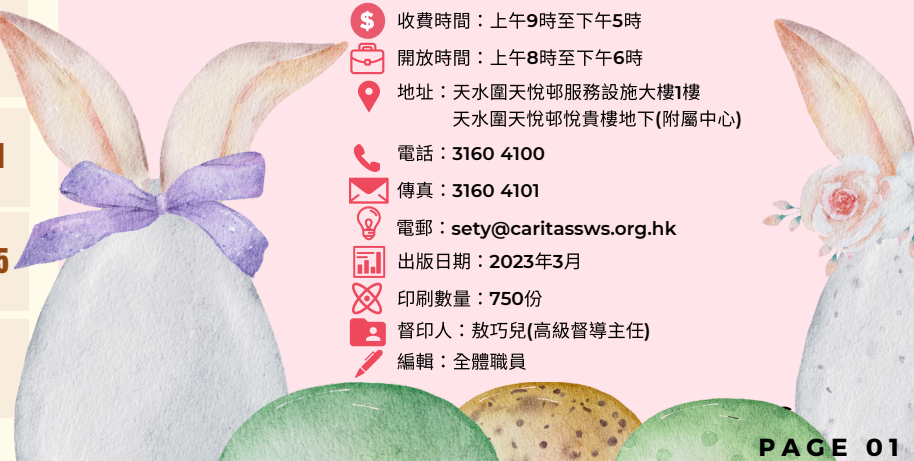 收費時間：上午9時至下午5時
開放時間：上午8時至下午6時
地址：天水圍天悅邨服務設施大樓1樓
天水圍天悅邨悅貴樓地下(附屬中心)
電話：3160 4100
傳真：3160 4101
電郵：sety@caritassws.org.hk
出版日期：2023年3月
印刷數量：750份
督印人：敖巧兒(高級督導主任)
編輯：全體職員
5
PAGE 01